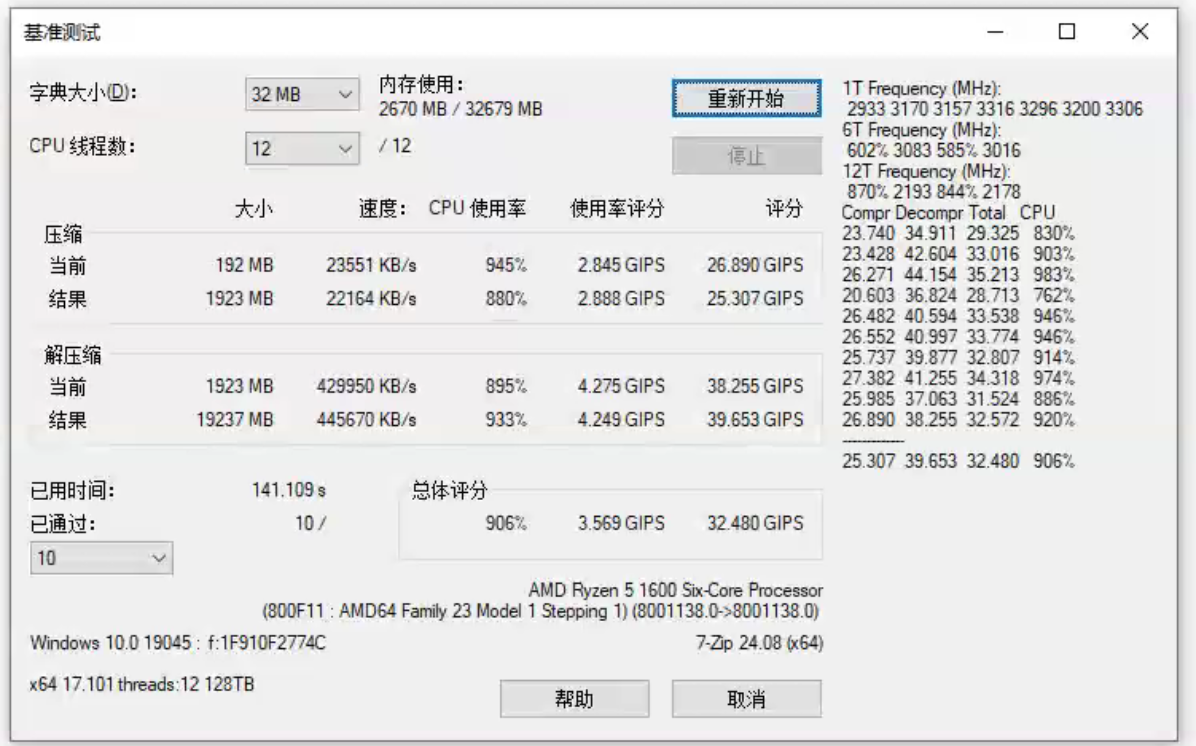 基准测试
字典大小(D)： 32 MB
内存使用：
2670 MB / 32679 MB
重新开始
CPU 线程数： 12 / 12
停止
大小 速度： CPU 使用率 使用率评分 评分
压缩
当前 192 MB 23551 KB/s 945% 2.845 GIPS 26.890 GIPS
结果 1923 MB 22164 KB/s 880% 2.888 GIPS 25.307 GIPS
解压缩
当前 1923 MB 429950 KB/s 895% 4.275 GIPS 38.255 GIPS
结果 19237 MB 445670 KB/s 933% 4.249 GIPS 39.653 GIPS
已用时间： 141.109 s
已通过： 10 /
10
总体评分
906% 3.569 GIPS 32.480 GIPS
AMD Ryzen 5 1600 Six-Core Processor
(800F11 : AMD64 Family 23 Model 1 Stepping 1) (8001138.0->8001138.0)
Windows 10.0 19045 : f:1F910F2774C
7-Zip 24.08 (x64)
x64 17.101 threads:12 128TB
帮助
取消
1T Frequency (MHz):
2933 3170 3157 3316 3296 3200 3306
6T Frequency (MHz):
602% 3083 585% 3016
12T Frequency (MHz):
870% 2193 844% 2178
Compr Decompr Total CPU
23.740 34.911 29.325 830%
23.428 42.604 33.016 903%
26.271 44.154 35.213 983%
20.603 36.824 28.713 762%
26.482 40.594 33.538 946%
26.552 40.997 33.774 946%
25.737 39.877 32.807 914%
27.382 41.255 34.318 974%
25.985 37.063 31.524 886%
26.890 38.255 32.572 920%
-------------
25.307 39.653 32.480 906%